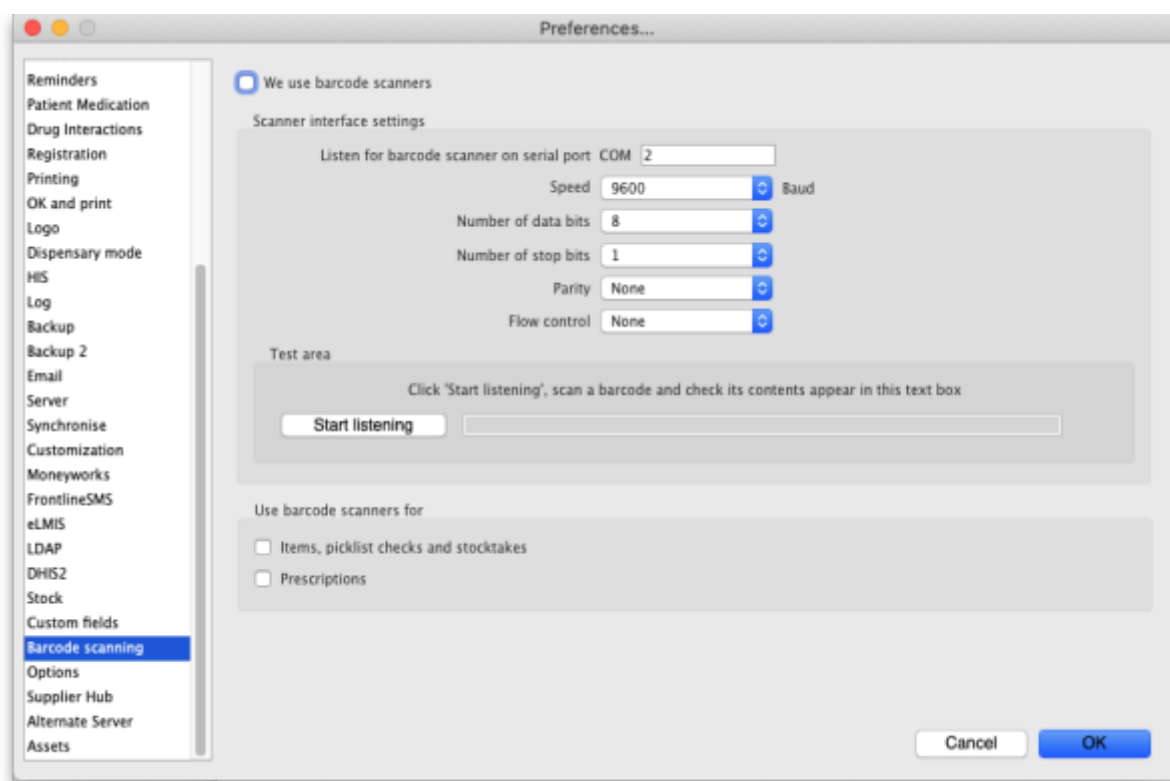 Preferences...
Reminders
Patient Medication
Drug Interactions
Registration
Printing
OK and print
Logo
Dispensary mode
HIS
Log
Backup
Backup 2
Email
Server
Synchronise
Customization
Moneyworks
FrontlineSMS
eLMIS
LDAP
DHIS2
Stock
Custom fields
Barcode scanning
Options
Supplier Hub
Alternate Server
Assets
We use barcode scanners
Scanner interface settings
Listen for barcode scanner on serial port COM 2
Speed 9600 Baud
Number of data bits 8
Number of stop bits 1
Parity None
Flow control None
Test area
Click 'Start listening', scan a barcode and check its contents appear in this text box
Start listening
Use barcode scanners for
Items, picklist checks and stocktakes
Prescriptions
Cancel OK